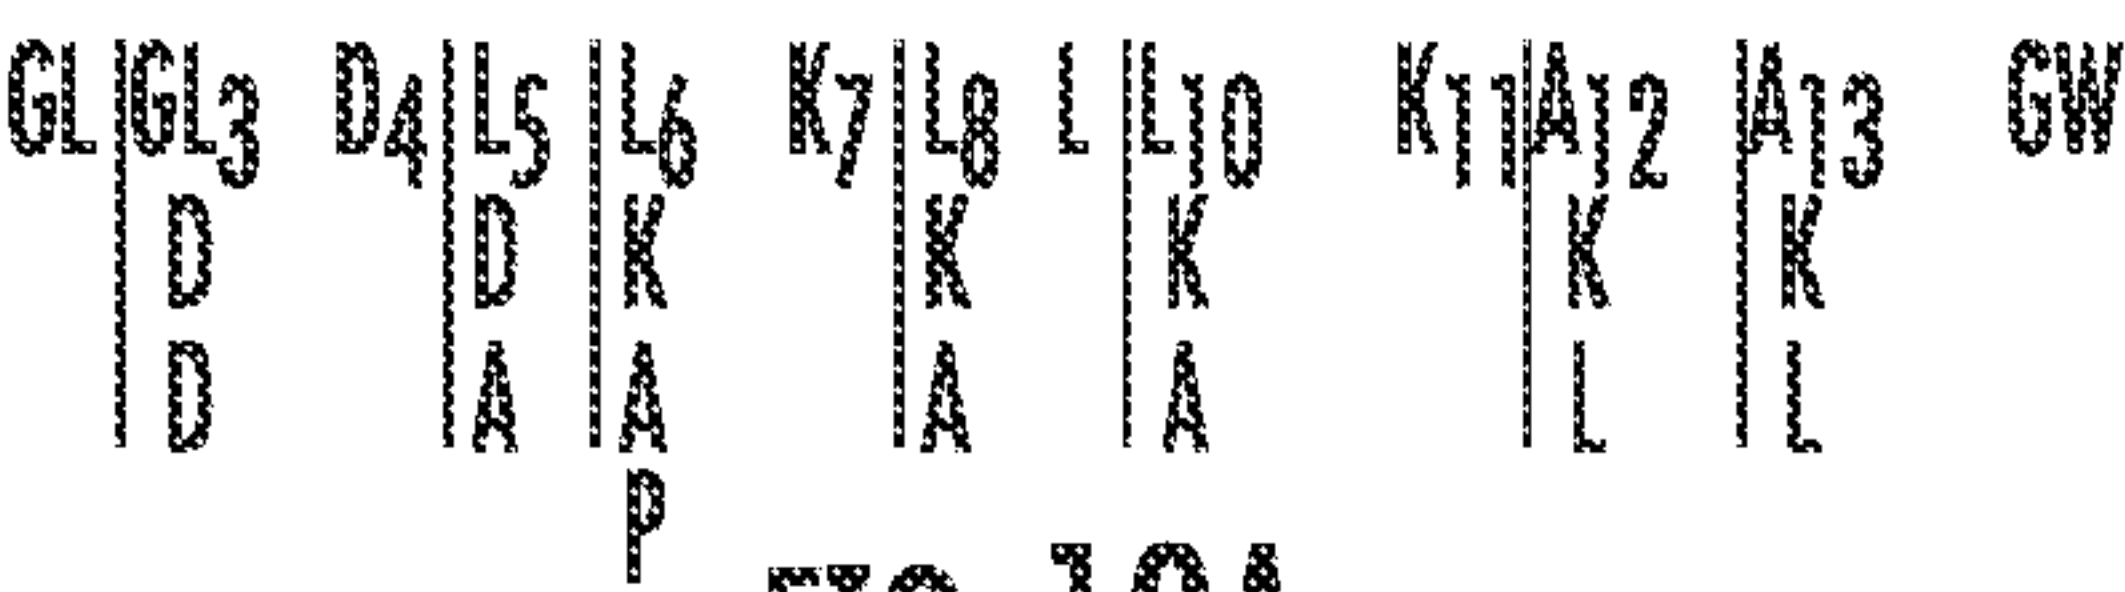 GL GL3 D4 L5 L6 K7 L8 L L10 K11 A12 A13 GW
D D K K K K K
D A A A A L L
P